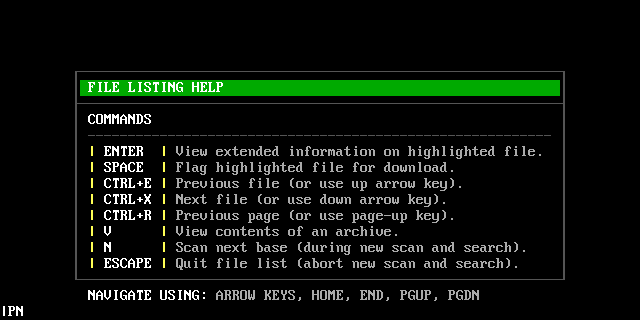 FILE LISTING HELP
COMMANDS
| ENTER | View extended information on highlighted file.
| SPACE | Flag highlighted file for download.
| CTRL+E | Previous file (or use up arrow key).
| CTRL+X | Next file (or use down arrow key).
| CTRL+R | Previous page (or use page-up key).
| V | View contents of an archive.
| N | Scan next base (during new scan and search).
| ESCAPE | Quit file list (abort new scan and search).
NAVIGATE USING: ARROW KEYS, HOME, END, PGUP, PGDN
|PN